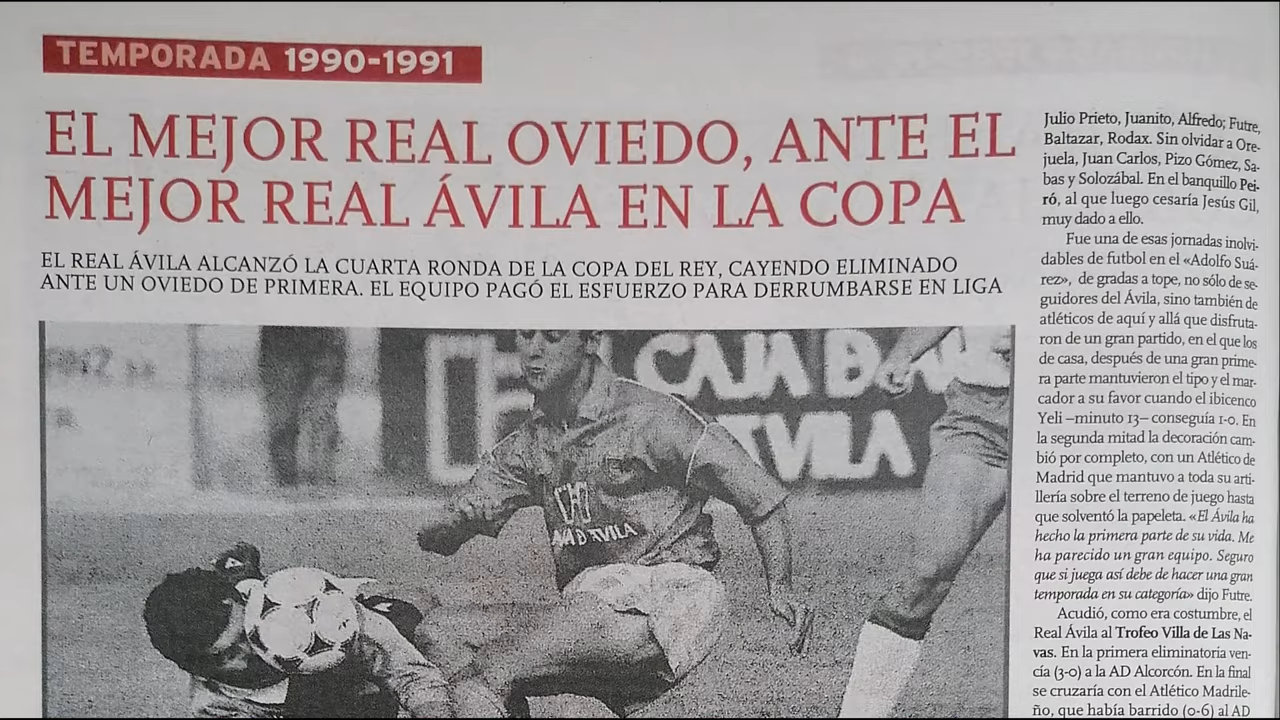 TEMPORADA 1990-1991
EL MEJOR REAL OVIEDO, ANTE EL
MEJOR REAL ÁVILA EN LA COPA
EL REAL ÁVILA ALCANZÓ LA CUARTA RONDA DE LA COPA DEL REY, CAYENDO ELIMINADO
ANTE UN OVIEDO DE PRIMERA. EL EQUIPO PAGÓ EL ESFUERZO PARA DERRUMBARSE EN LIGA
CAJA D
ÁVILA
CAJA D ÁVILA
Julio Prieto, Juanito, Alfredo; Futre,
Baltazar, Rodax. Sin olvidar a Ore-
juela, Juan Carlos, Pizo Gómez, Sa-
bas y Solozábal. En el banquillo Pei-
ró, al que luego cesaría Jesús Gil,
muy dado a ello.
Fue una de esas jornadas inolvi-
dables de futbol en el «Adolfo Suá-
rez», de gradas a tope, no sólo de se-
guidores del Ávila, sino también de
atléticos de aquí y allá que disfruta-
ron de un gran partido, en el que los
de casa, después de una gran prime-
ra parte mantuvieron el tipo y el mar-
cador a su favor cuando el ibicenco
Yeli –minuto 13– conseguía 1-0. En
la segunda mitad la decoración cam-
bió por completo, con un Atlético de
Madrid que mantuvo a toda su arti-
llería sobre el terreno de juego hasta
que solventó la papeleta. «El Ávila ha
hecho la primera parte de su vida. Me
ha parecido un gran equipo. Seguro
que si juega así debe de hacer una gran
temporada en su categoría» dijo Futre.
Acudió, como era costumbre, el
Real Ávila al Trofeo Villa de Las Na-
vas. En la primera eliminatoria ven-
cía (3-0) a la AD Alcorcón. En la final
se cruzaría con el Atlético Madrile-
ño, que había barrido (0-6) al AD